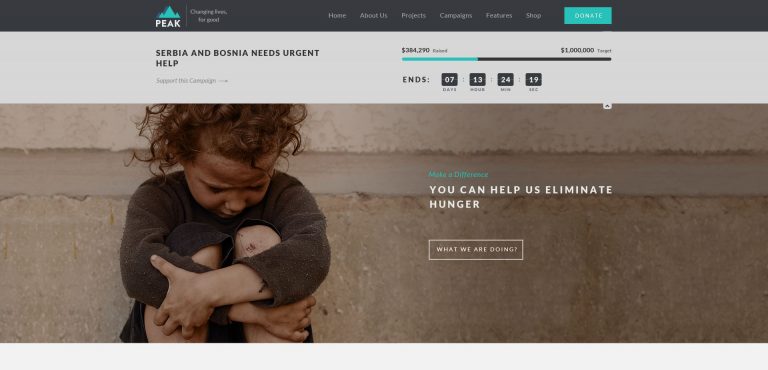 PEAK
Changing lives,
for good
Home About Us Projects Campaigns Features Shop
DONATE
SERBIA AND BOSNIA NEEDS URGENT
HELP
Support this Campaign
$384,290 Raised
$1,000,000 Target
ENDS: 07 : 13 : 24 : 19
DAYS HOUR MIN SEC
Make a Difference
YOU CAN HELP US ELIMINATE
HUNGER
WHAT WE ARE DOING?